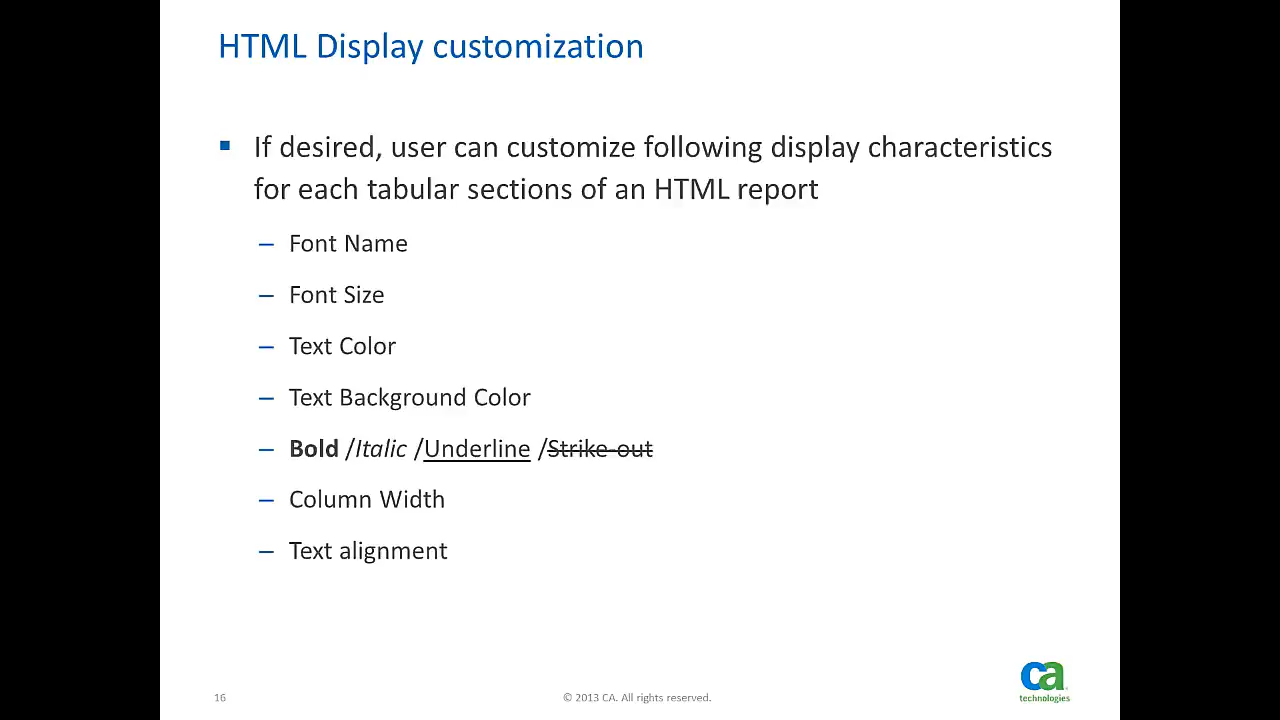 HTML Display customization
▪ If desired, user can customize following display characteristics
for each tabular sections of an HTML report
– Font Name
– Font Size
– Text Color
– Text Background Color
– Bold /Italic /Underline /Strike-out
– Column Width
– Text alignment
16
© 2013 CA. All rights reserved.
ca
technologies